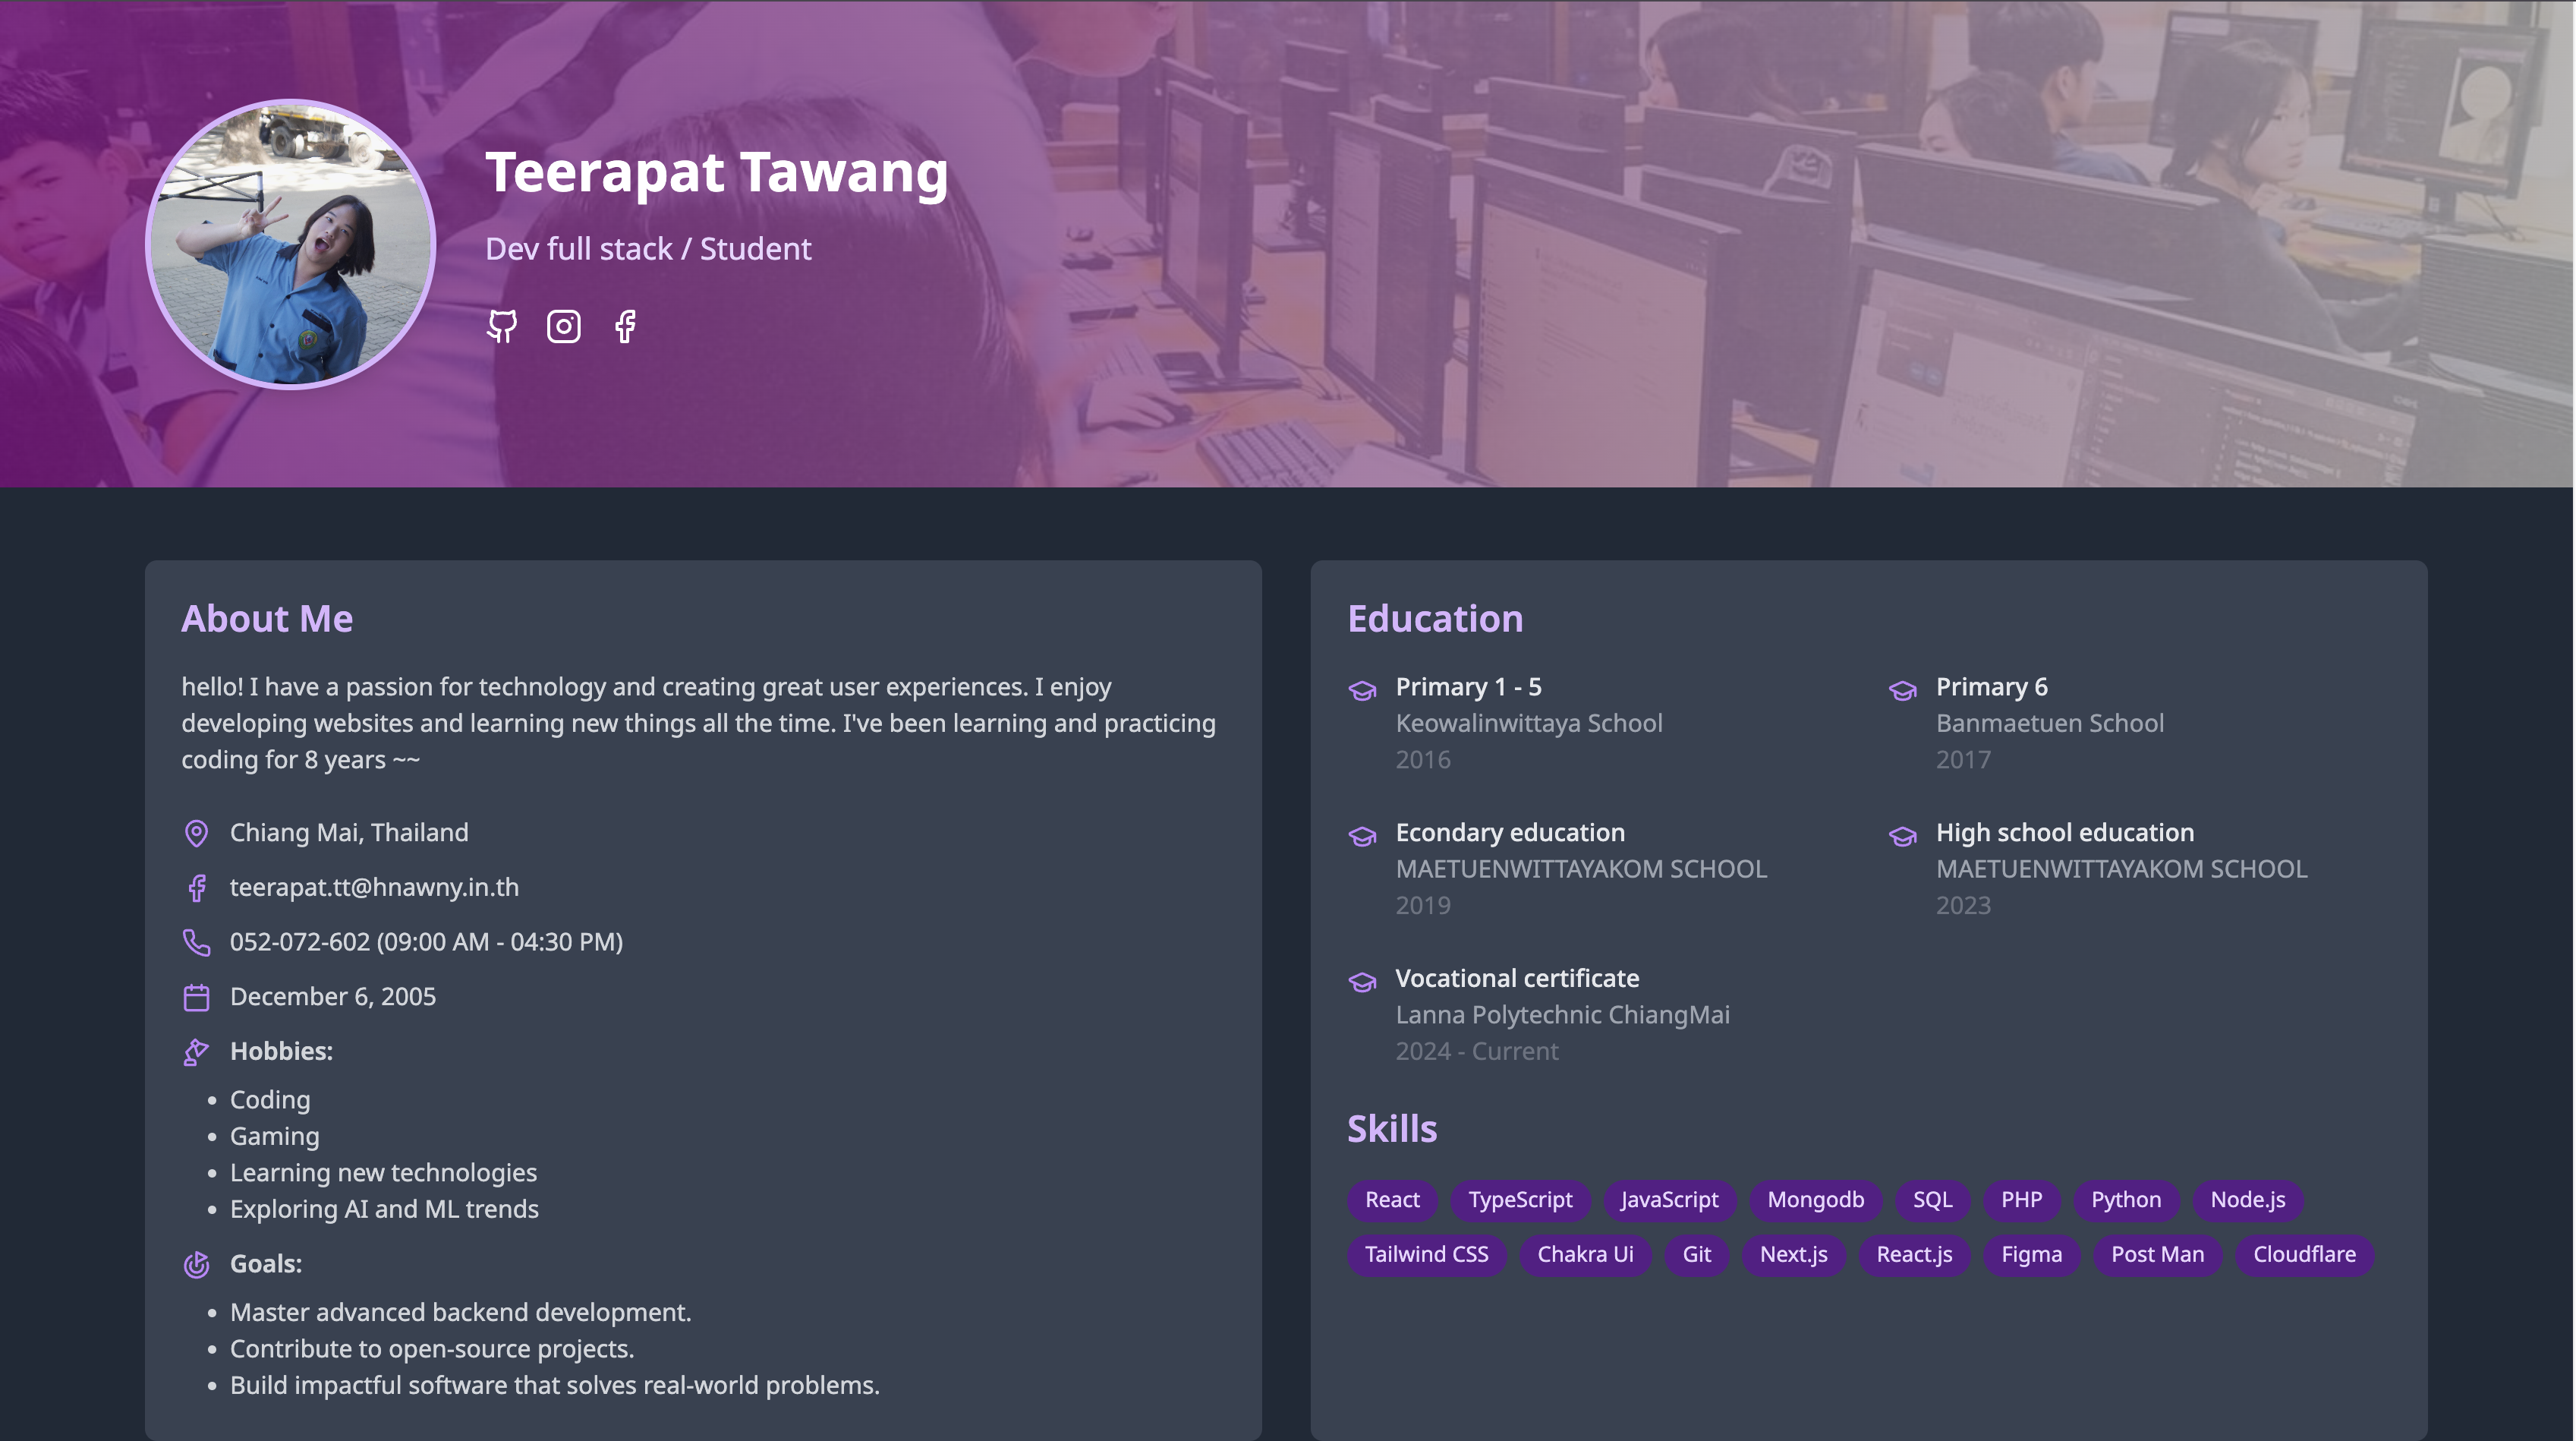 Teerapat Tawang
Dev full stack / Student
About Me
hello! I have a passion for technology and creating great user experiences. I enjoy
developing websites and learning new things all the time. I've been learning and practicing
coding for 8 years ~~
Chiang Mai, Thailand
teerapat.tt@hnawny.in.th
052-072-602 (09:00 AM - 04:30 PM)
December 6, 2005
Hobbies:
Coding
Gaming
Learning new technologies
Exploring AI and ML trends
Goals:
Master advanced backend development.
Contribute to open-source projects.
Build impactful software that solves real-world problems.
Education
Primary 1 - 5
Keowalinwittaya School
2016
Primary 6
Banmaetuen School
2017
Econdary education
MAETUENWITTAYAKOM SCHOOL
2019
High school education
MAETUENWITTAYAKOM SCHOOL
2023
Vocational certificate
Lanna Polytechnic ChiangMai
2024 - Current
Skills
React TypeScript JavaScript Mongodb SQL PHP Python Node.js
Tailwind CSS Chakra Ui Git Next.js React.js Figma Post Man Cloudflare